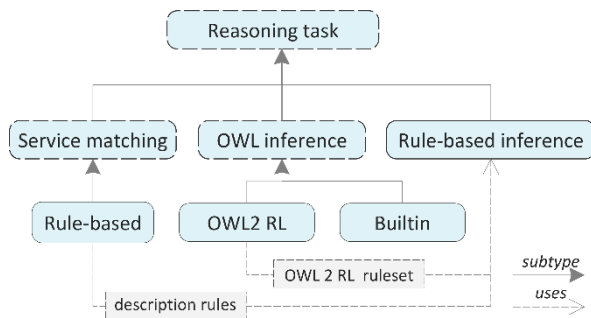 Reasoning task
Service matching
OWL inference
Rule-based inference
Rule-based
OWL2 RL
Builtin
OWL 2 RL ruleset
subtype
description rules
uses